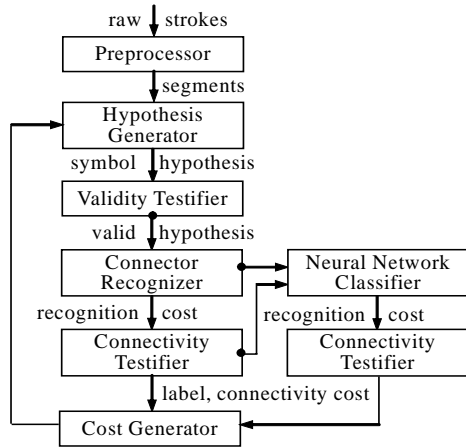 raw strokes
Preprocessor
segments
Hypothesis
Generator
symbol hypothesis
Validity Testifier
valid hypothesis
Connector
Recognizer
Neural Network
Classifier
recognition cost
recognition cost
Connectivity
Testifier
Connectivity
Testifier
label, connectivity cost
Cost Generator